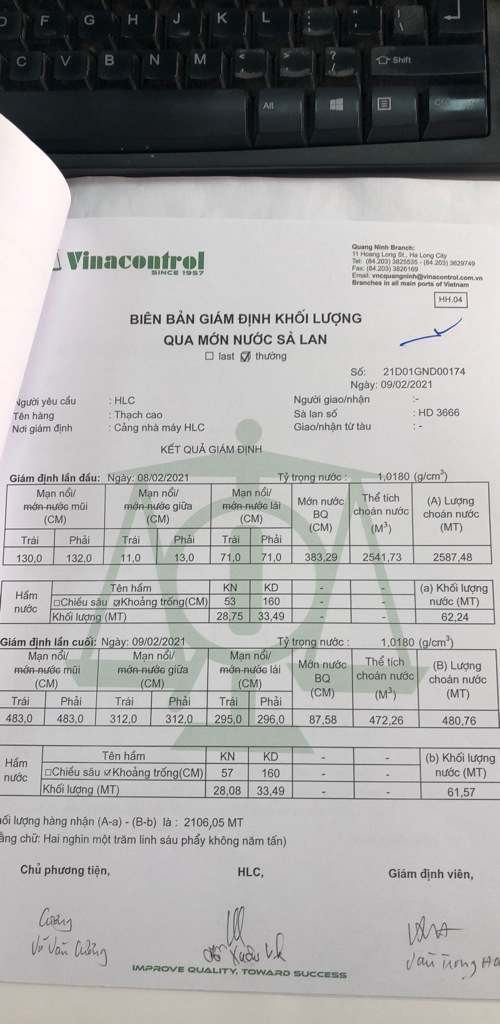 D F G H J K L
C V B N M < , > . ? / Shift
Alt
Vinacontrol
SINCE 1957
Quang Ninh Branch:
11 Hoang Long St., Ha Long City
Tel: (84.203) 3825535 - (84.203) 3629749
Fax: (84.203) 3826169
Email: vncquangninh@vinacontrol.com.vn
Branches in all main ports of Vietnam
HH.04
BIÊN BẢN GIÁM ĐỊNH KHỐI LƯỢNG
QUA MỚN NƯỚC SÀ LAN
last thường
Số: 21D01GND00174
Ngày: 09/02/2021
Người yêu cầu : HLC Người giao/nhận :-
Tên hàng : Thạch cao Sà lan số : HD 3666
Nơi giám định : Cảng nhà máy HLC Giao/nhận từ tàu : -
KẾT QUẢ GIÁM ĐỊNH
Giám định lần đầu: Ngày: 08/02/2021 Tỷ trọng nước : 1,0180 (g/cm³)
Mạn nổi/ mớn nước mũi (CM) Mạn nổi/ mớn nước giữa (CM) Mạn nổi/ mớn nước lái (CM) Mớn nước BQ (CM) Thể tích choán nước (M³) (A) Lượng choán nước (MT)
Trái Phải Trái Phải Trái Phải
130,0 132,0 11,0 13,0 71,0 71,0 383,29 2541,73 2587,48
Hầm nước Tên hầm KN KD - - (a) Khối lượng nước (MT)
Chiều sâu Khoảng trống(CM) 53 160 - -
Khối lượng (MT) 28,75 33,49 - - 62,24
Giám định lần cuối: Ngày: 09/02/2021 Tỷ trọng nước : 1,0180 (g/cm³)
Mạn nổi/ mớn nước mũi (CM) Mạn nổi/ mớn nước giữa (CM) Mạn nổi/ mớn nước lái (CM) Mớn nước BQ (CM) Thể tích choán nước (M³) (B) Lượng choán nước (MT)
Trái Phải Trái Phải Trái Phải
483,0 483,0 312,0 312,0 295,0 296,0 87,58 472,26 480,76
Hầm nước Tên hầm KN KD - - (b) Khối lượng nước (MT)
Chiều sâu Khoảng trống(CM) 57 160 - -
Khối lượng (MT) 28,08 33,49 - - 61,57
ối lượng hàng nhận (A-a) - (B-b) là : 2106,05 MT
ằng chữ: Hai nghìn một trăm linh sáu phẩy không năm tấn)
Chủ phương tiện, HLC, Giám định viên,
Cường
Võ Văn Cường
IMPROVE QUALITY, TOWARD SUCCESS